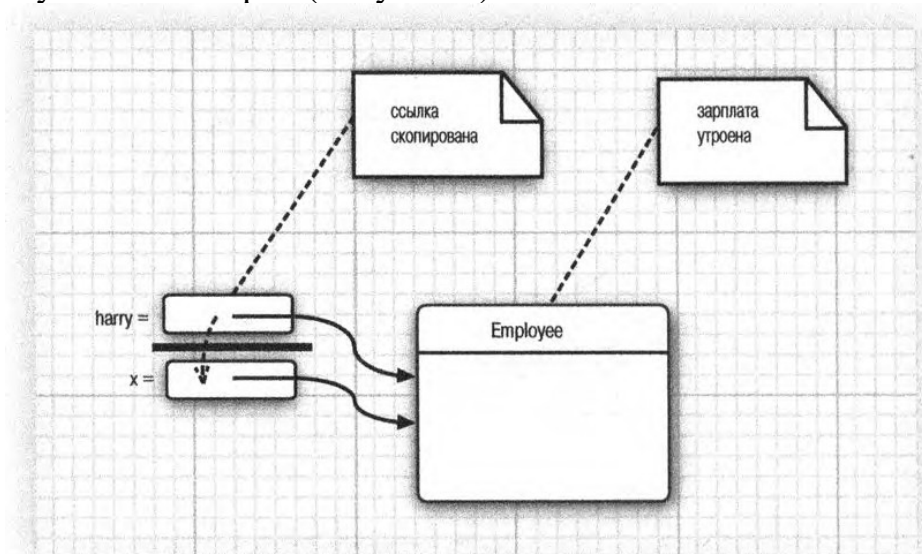 ссылка
скопирована
зарплата
утроена
harry =
Employee
x =